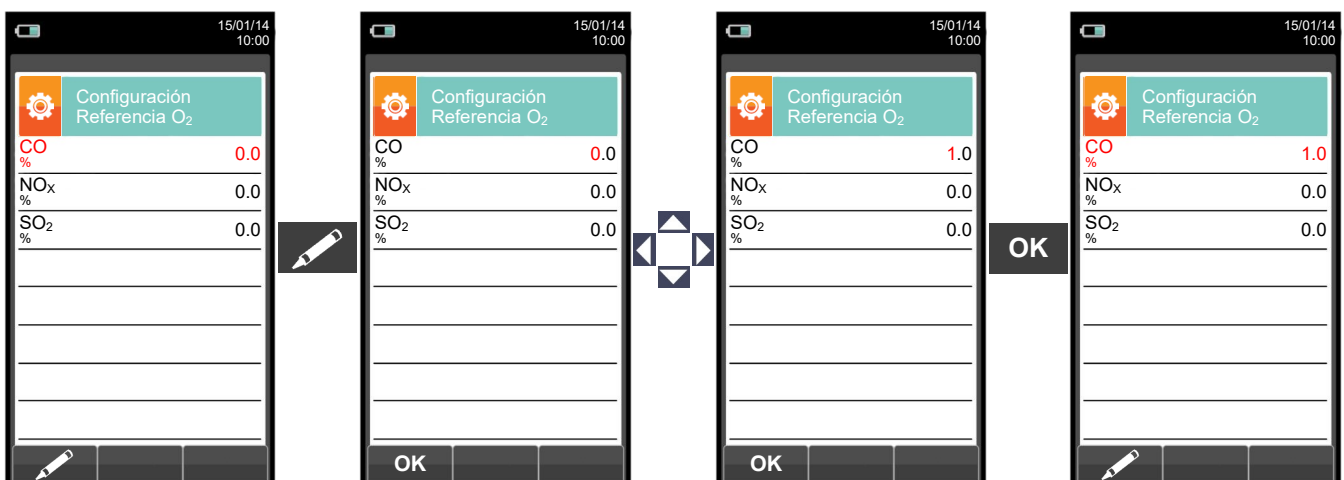 15/01/14
10:00
Configuración
Referencia O₂
CO
%
0.0
NOX
%
0.0
SO₂
%
0.0
15/01/14
10:00
Configuración
Referencia O₂
CO
%
0.0
NOX
%
0.0
SO₂
%
0.0
OK
15/01/14
10:00
Configuración
Referencia O₂
CO
%
1.0
NOX
%
0.0
SO₂
%
0.0
OK
OK
15/01/14
10:00
Configuración
Referencia O₂
CO
%
1.0
NOX
%
0.0
SO₂
%
0.0